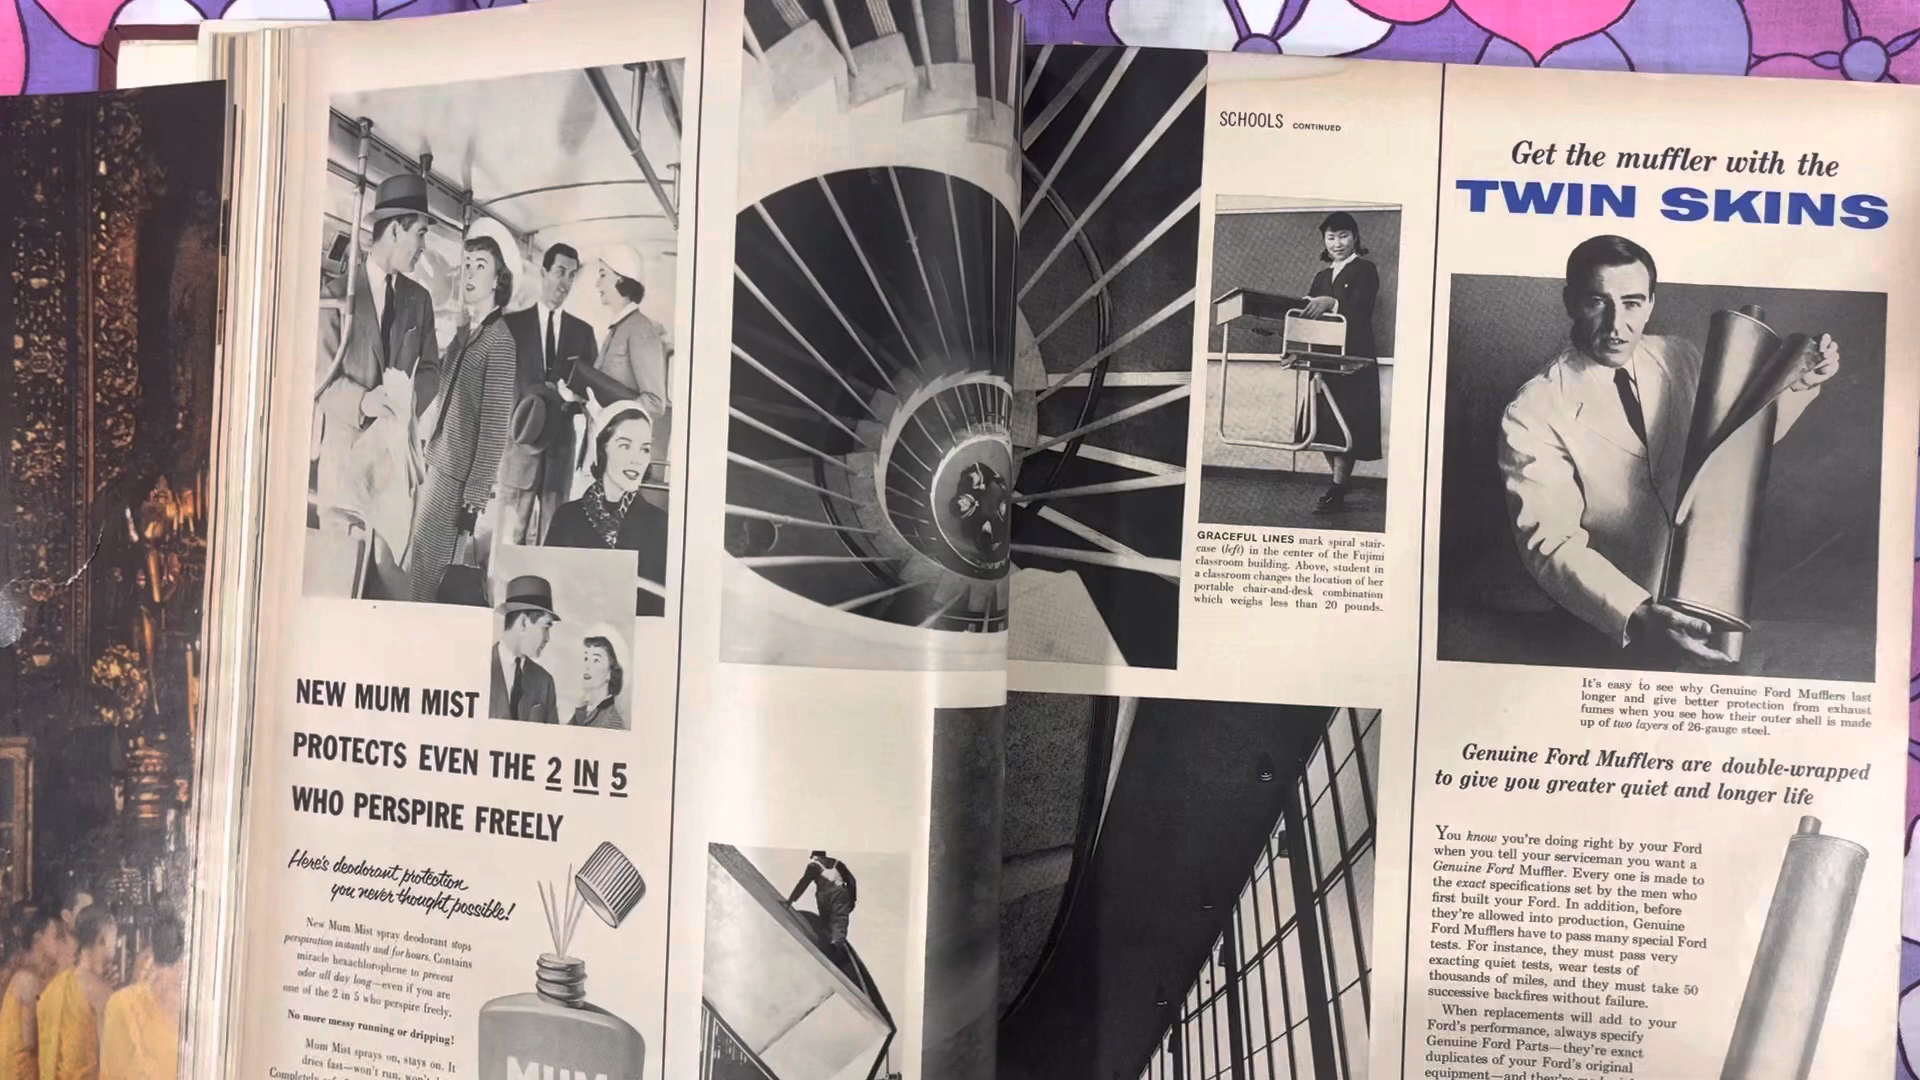 NEW MUM MIST
PROTECTS EVEN THE 2 IN 5
WHO PERSPIRE FREELY
Here's deodorant protection
you never thought possible!
New Mum Mist spray deodorant stops
perspiration instantly and for hours. Contains
miracle hexachlorophene to prevent
odor all day long—even if you are
one of the 2 in 5 who perspire freely.
No more messy running or dripping!
Mum Mist sprays on, stays on. It
dries fast—won't run,
MUM
SCHOOLS CONTINUED
GRACEFUL LINES mark spiral stair-
case (left) in the center of the Fujimi
classroom building. Above, student in
a classroom changes the location of her
portable chair-and-desk combination
which weighs less than 20 pounds.
Get the muffler with the
TWIN SKINS
It's easy to see why Genuine Ford Mufflers last
longer and give better protection from exhaust
fumes when you see how their outer shell is made
up of two layers of 26-gauge steel.
Genuine Ford Mufflers are double-wrapped
to give you greater quiet and longer life
You know you're doing right by your Ford
when you tell your serviceman you want a
Genuine Ford Muffler. Every one is made to
the exact specifications set by the men who
first built your Ford. In addition, before
they're allowed into production, Genuine
Ford Mufflers have to pass many special Ford
tests. For instance, they must pass very
exacting quiet tests, wear tests of
thousands of miles, and they must take 50
successive backfires without failure.
When replacements will add to your
Ford's performance, always specify
Genuine Ford Parts—they're exact
duplicates of your Ford's original
equipment—and they're